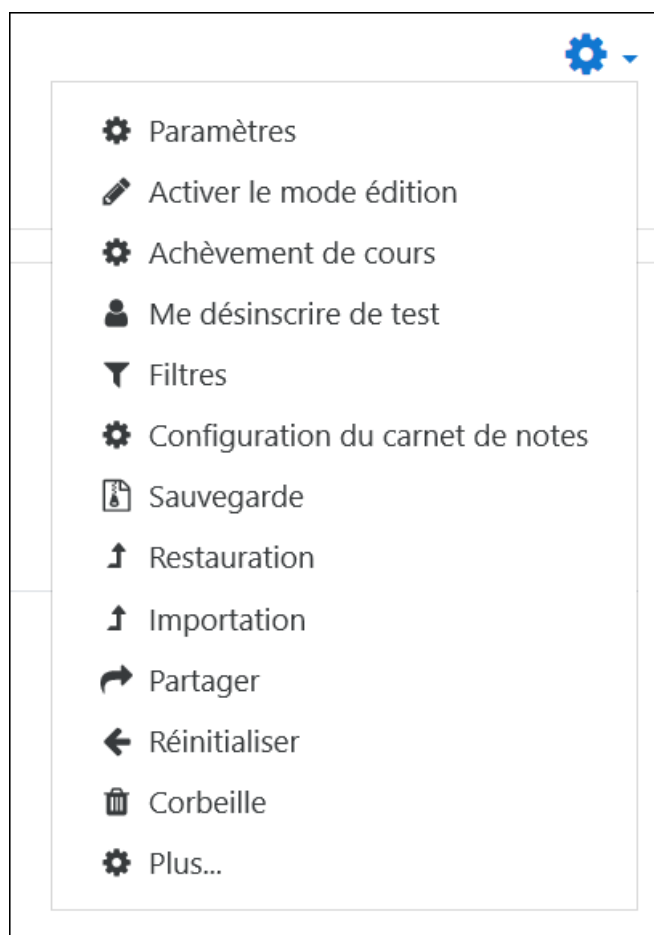 Paramètres
Activer le mode édition
Achèvement de cours
Me désinscrire de test
Filtres
Configuration du carnet de notes
Sauvegarde
Restauration
Importation
Partager
Réinitialiser
Corbeille
Plus...